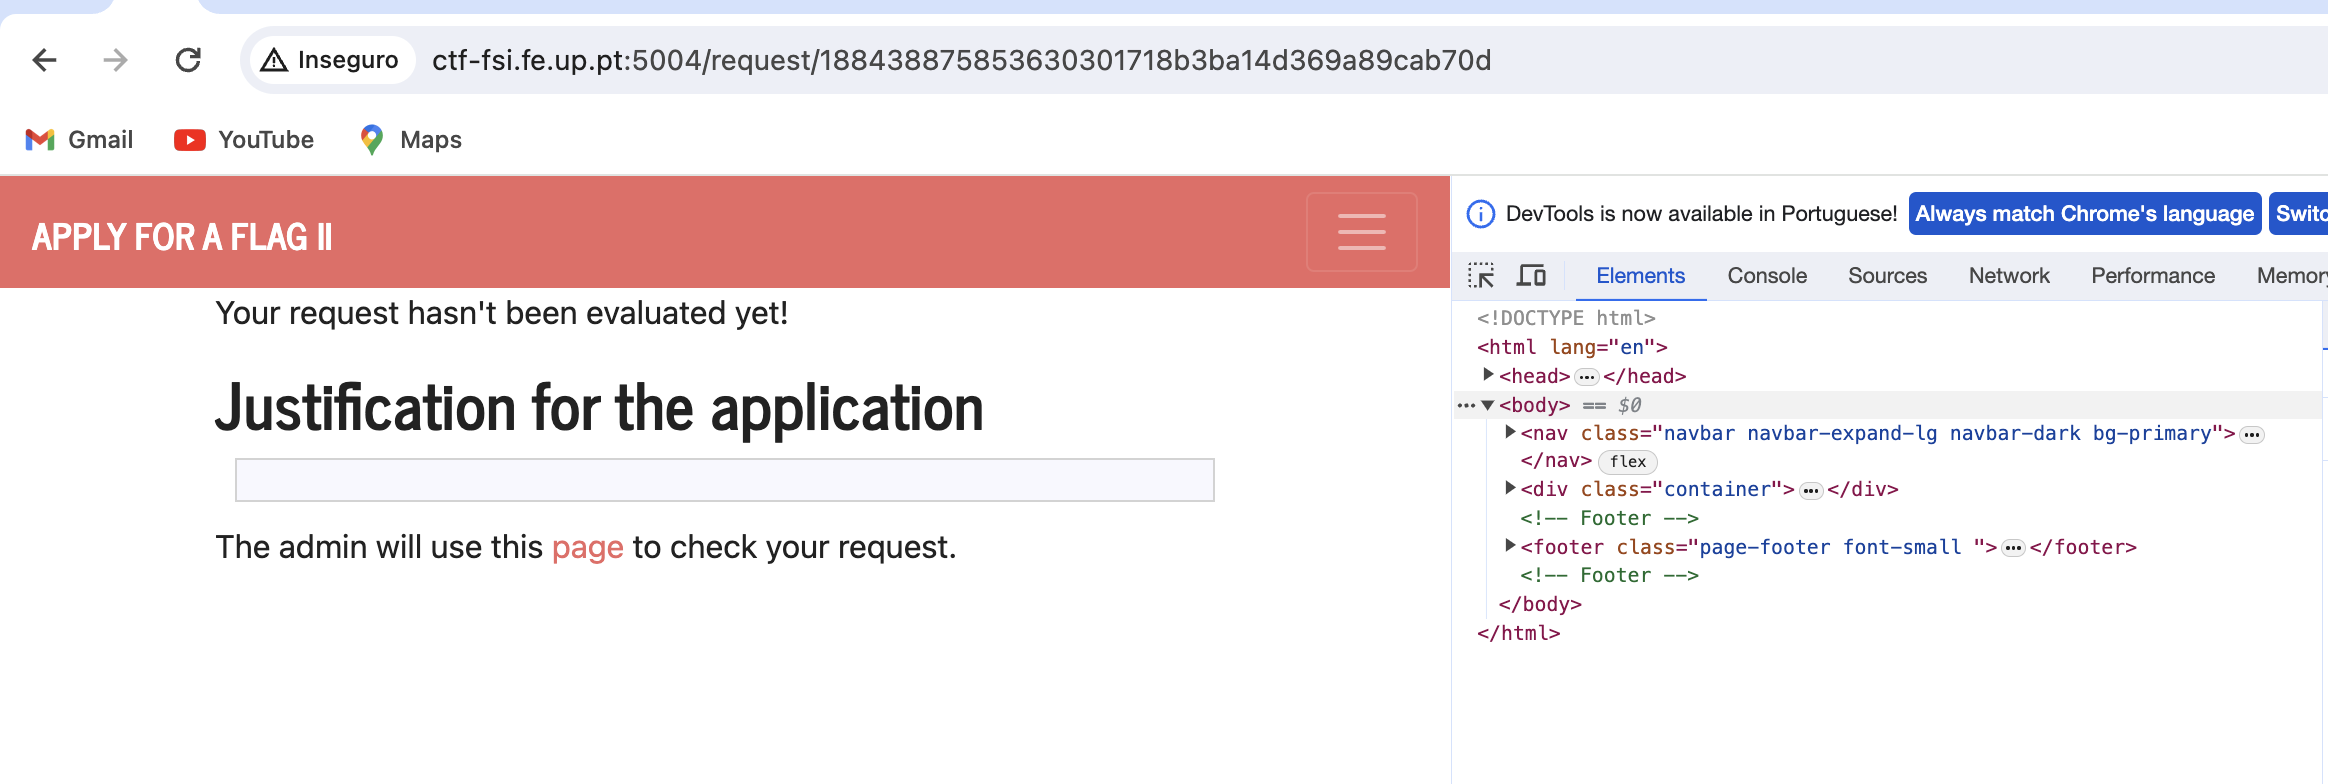 Inseguro ctf-fsi.fe.up.pt:5004/request/188438875853630301718b3ba14d369a89cab70d
Gmail YouTube Maps
APPLY FOR A FLAG II
Your request hasn't been evaluated yet!
Justification for the application
The admin will use this page to check your request.
DevTools is now available in Portuguese! Always match Chrome's language Switc
Elements Console Sources Network Performance Memory
<!DOCTYPE html>
<html lang="en">
<head>…</head>
<body> == $0
<nav class="navbar navbar-expand-lg navbar-dark bg-primary">…
</nav> flex
<div class="container">…</div>
<!-- Footer -->
<footer class="page-footer font-small ">…</footer>
<!-- Footer -->
</body>
</html>